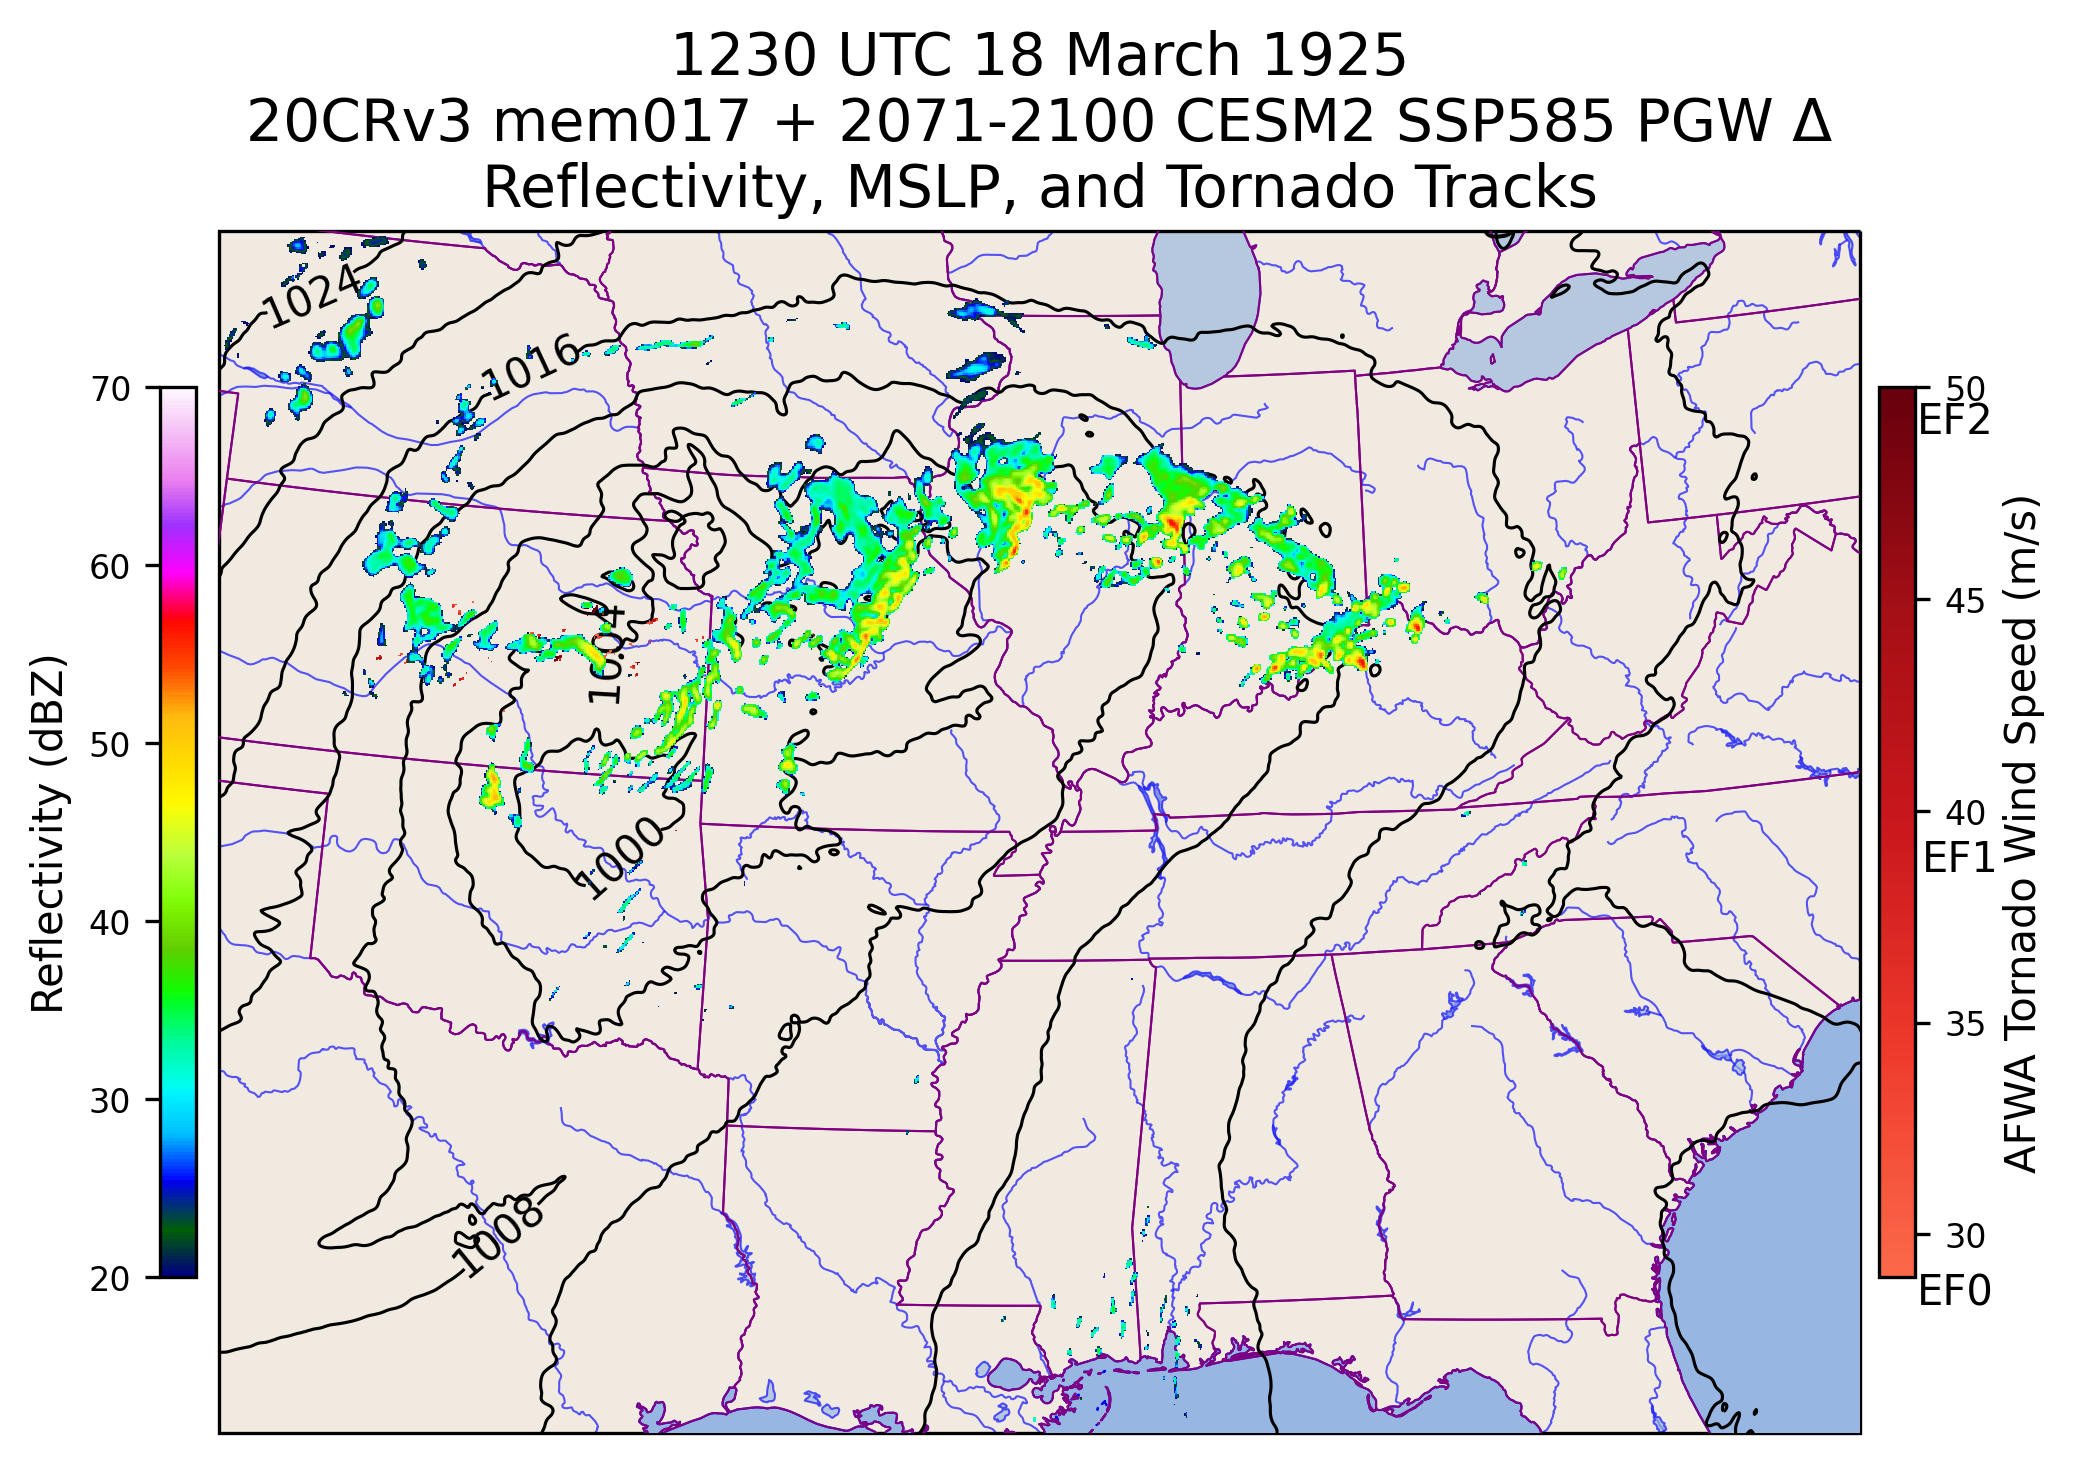 1230 UTC 18 March 1925
20CRv3 mem017 + 2071-2100 CESM2 SSP585 PGW Δ
Reflectivity, MSLP, and Tornado Tracks
1024
1016
1004
1000
1008
70
60
50
40
30
20
Reflectivity (dBZ)
50
EF2
45
40
EF1
35
30
EF0
AFWA Tornado Wind Speed (m/s)